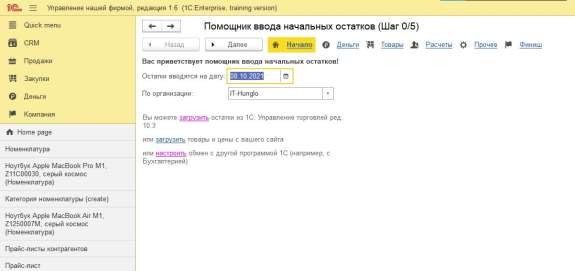 Управление нашей фирмой, редакция 1.6 (1C:Enterprise, training version)
Quick menu
CRM
Продажи
Закупки
Деньги
Компания
Home page
Номенклатура
Ноутбук Apple MacBook Pro M1,
Z11C00030, серый космос
(Номенклатура)
Категория номенклатуры (create)
Ноутбук Apple MacBook Air M1,
Z1250007M, серый космос
(Номенклатура)
Прайс-листы контрагентов
Прайс-лист
Помощник ввода начальных остатков (Шаг 0/5)
Назад Далее Начало Деньги Товары Расчеты Прочее Финиш
Вас приветствует помощник ввода начальных остатков!
Остатки вводятся на дату: 08.10.2021
По организации: IT-Hunglo
Вы можете загрузить остатки из 1С: Управление торговлей ред.
10.3
или загрузить товары и цены с вашего сайта
или настроить обмен с другой программой 1С (например, с
Бухгалтерией)